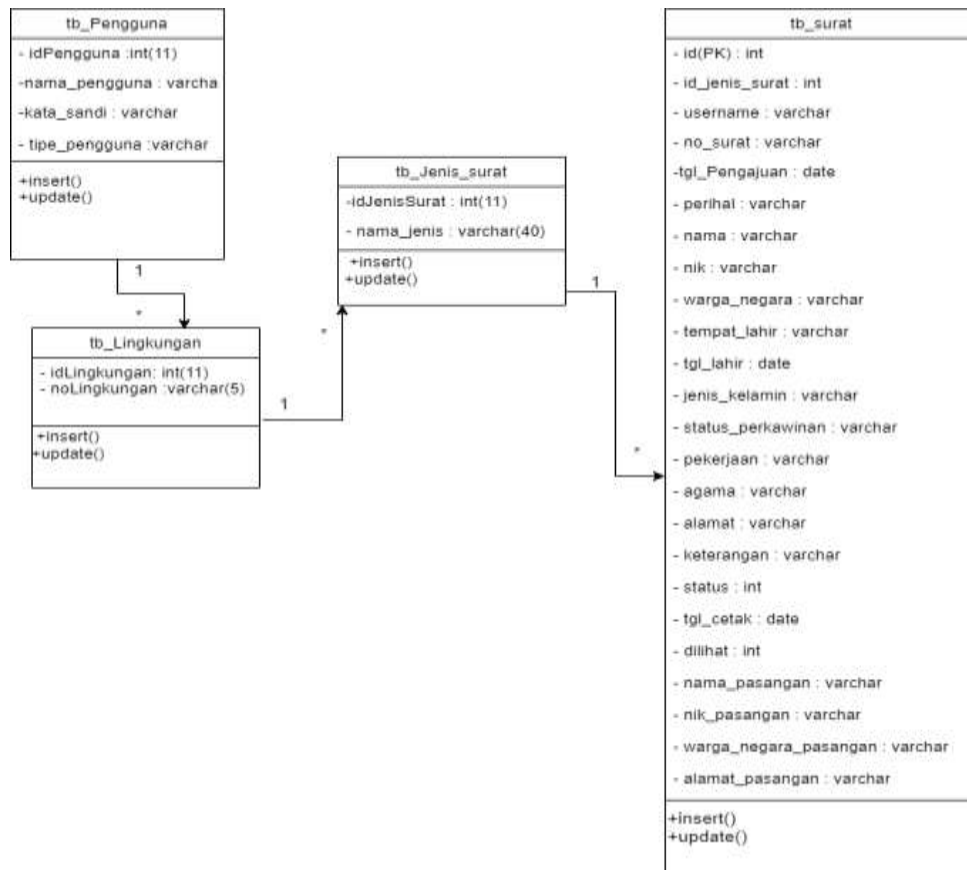 tb_Pengguna
- idPengguna :int(11)
-nama_pengguna : varcha
-kata_sandi : varchar
- tipe_pengguna :varchar
+insert()
+update()
1
*
tb_Lingkungan
- idLingkungan: int(11)
- noLingkungan :varchar(5)
+insert()
+update()
1
*
tb_Jenis_surat
-idJenisSurat : int(11)
- nama_jenis : varchar(40)
+insert()
+update()
1
*
tb_surat
- id(PK) : int
- id_jenis_surat : int
- username : varchar
- no_surat : varchar
-tgl_Pengajuan : date
- perihal : varchar
- nama : varchar
- nik : varchar
- warga_negara : varchar
- tempat_lahir : varchar
- tgl_lahir : date
- jenis_kelamin : varchar
- status_perkawinan : varchar
- pekerjaan : varchar
- agama : varchar
- alamat : varchar
- keterangan : varchar
- status : int
- tgl_cetak : date
- dilihat : int
- nama_pasangan : varchar
- nik_pasangan : varchar
- warga_negara_pasangan : varchar
- alamat_pasangan : varchar
+insert()
+update()